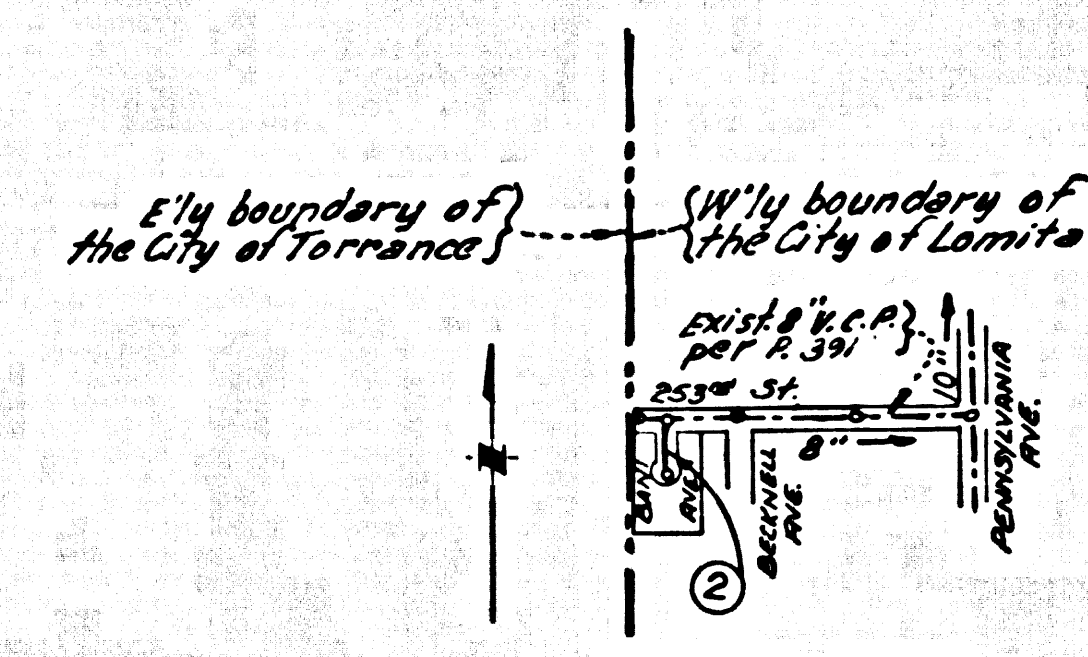 E'ly boundary of
the City of Torrance
W'ly boundary of
the City of Lomita
Exist. 8" V.C.P.
per P. 391
10"
253rd St.
8"
AVE.
BECKNELL
AVE.
PENNSYLVANIA
AVE.
N
2